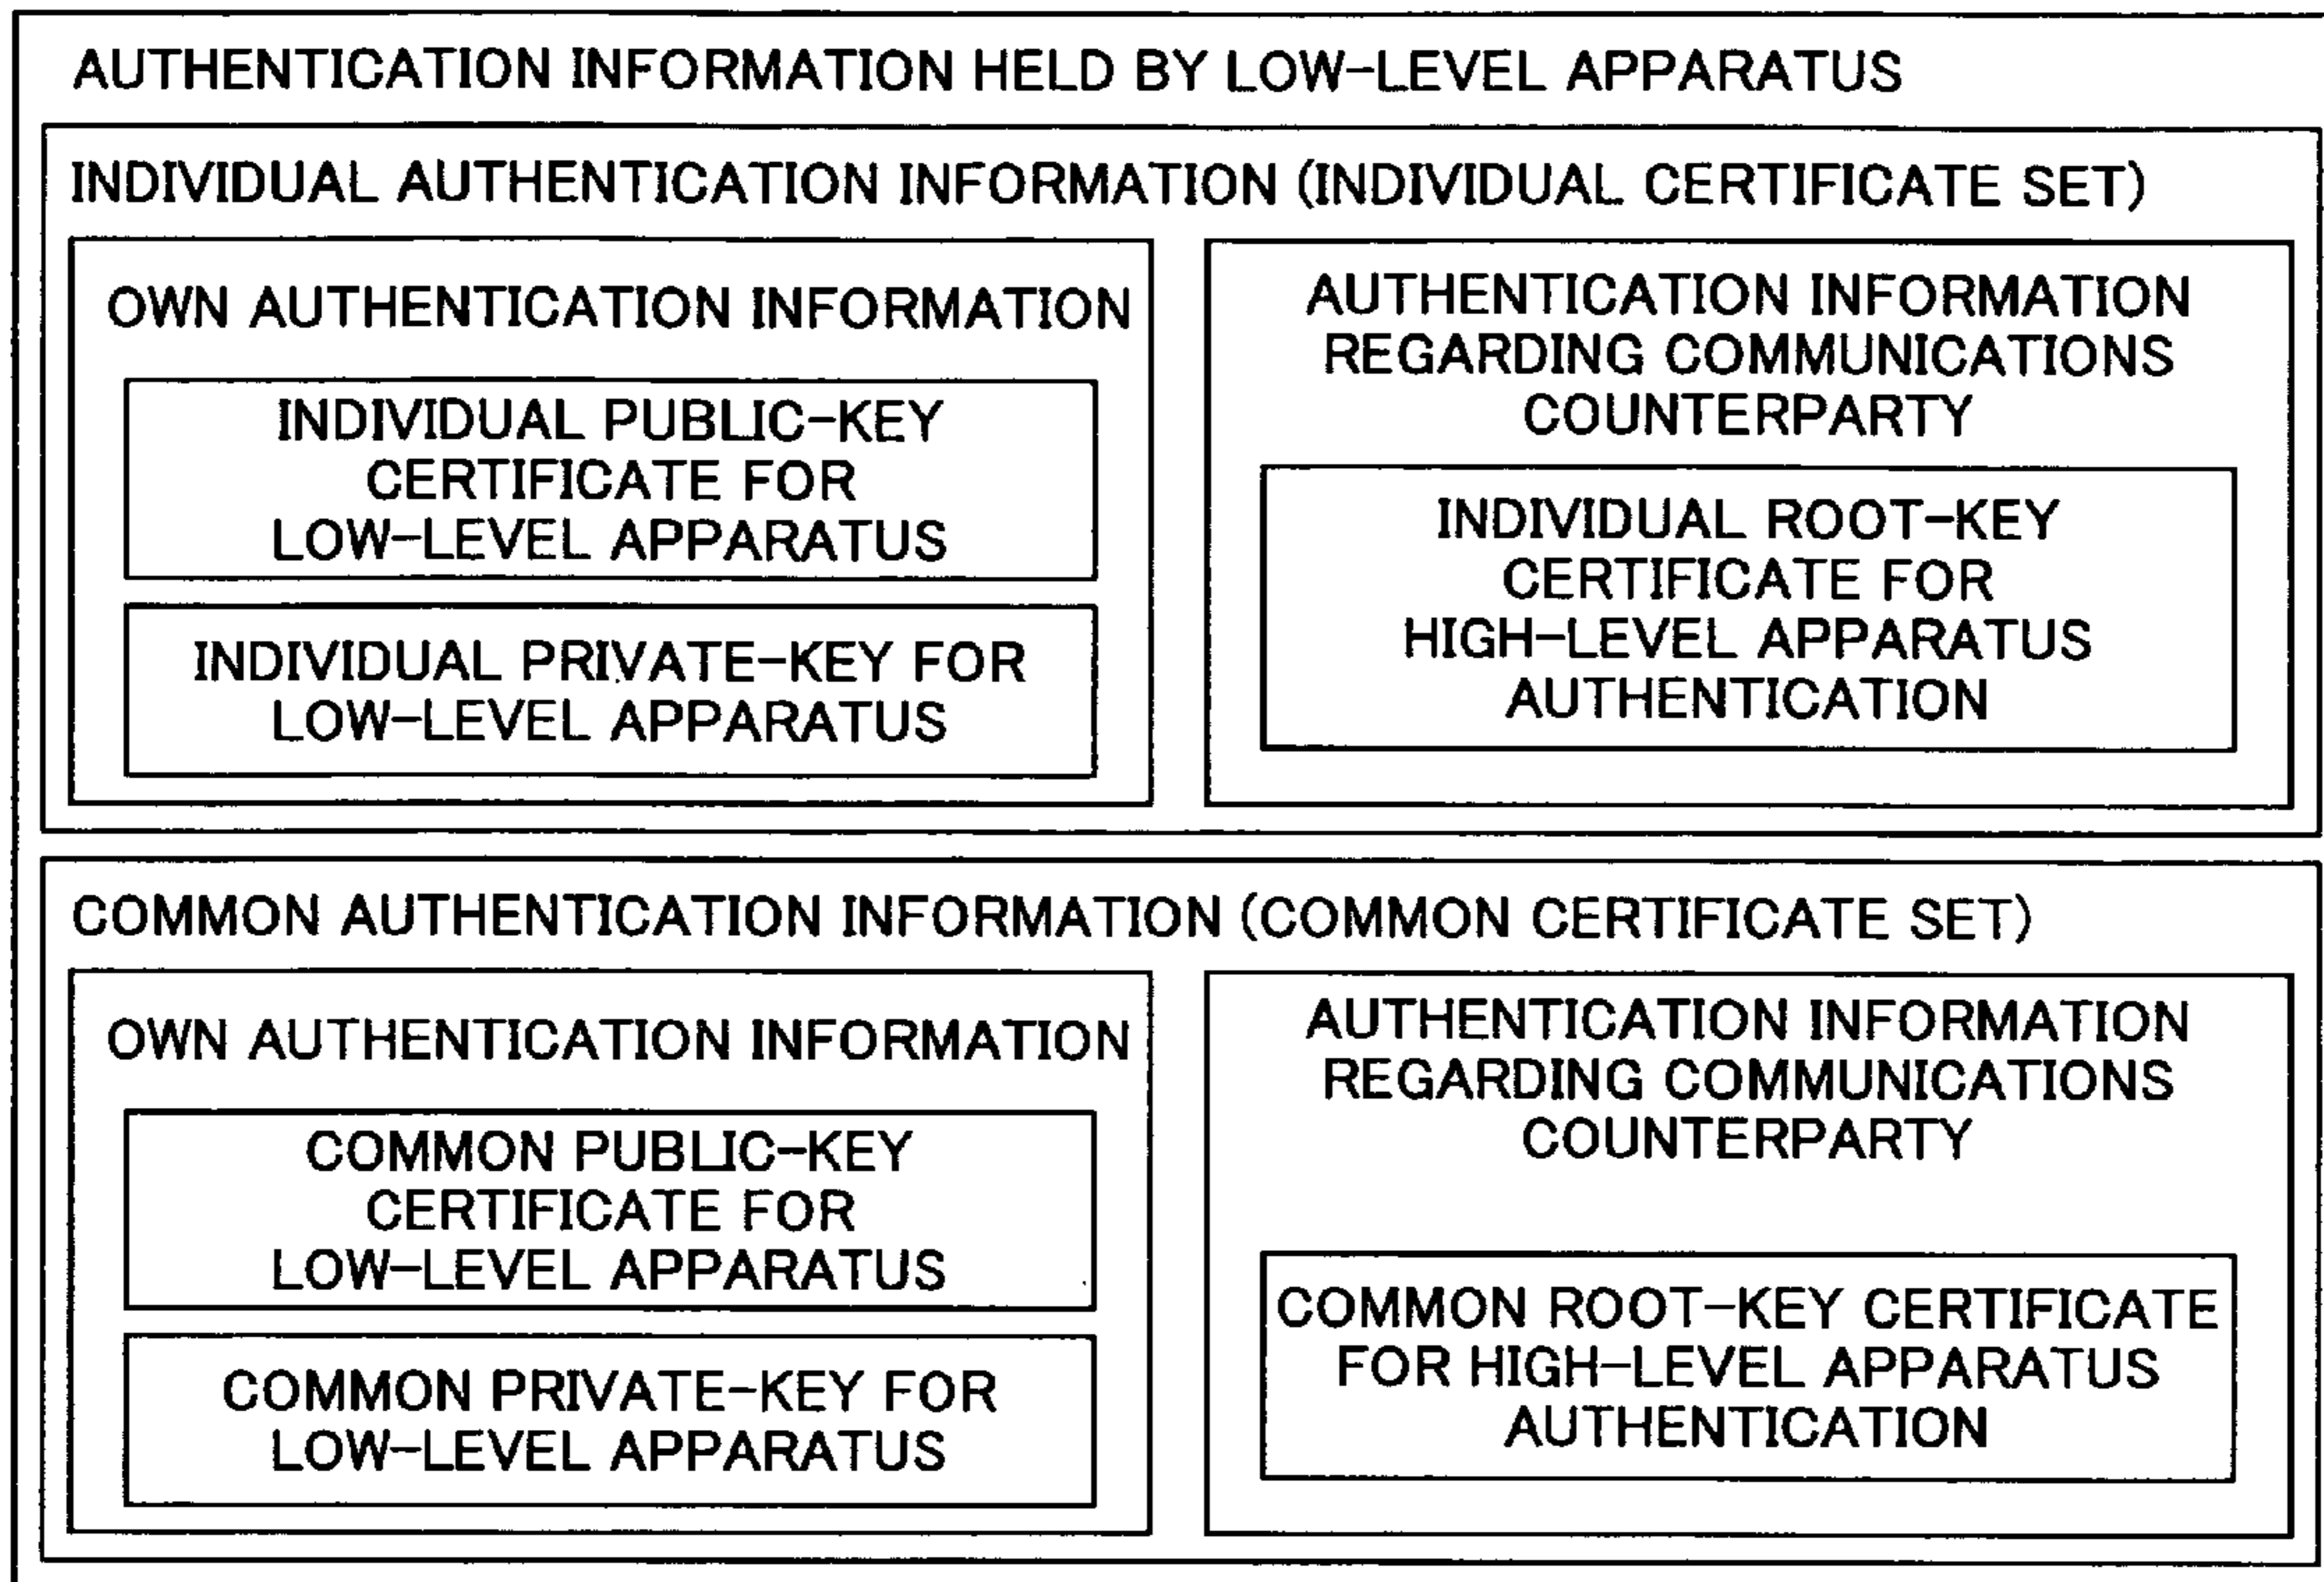 AUTHENTICATION INFORMATION HELD BY LOW-LEVEL APPARATUS
INDIVIDUAL AUTHENTICATION INFORMATION (INDIVIDUAL CERTIFICATE SET)
OWN AUTHENTICATION INFORMATION
INDIVIDUAL PUBLIC-KEY
CERTIFICATE FOR
LOW-LEVEL APPARATUS
INDIVIDUAL PRIVATE-KEY FOR
LOW-LEVEL APPARATUS
AUTHENTICATION INFORMATION
REGARDING COMMUNICATIONS
COUNTERPARTY
INDIVIDUAL ROOT-KEY
CERTIFICATE FOR
HIGH-LEVEL APPARATUS
AUTHENTICATION
COMMON AUTHENTICATION INFORMATION (COMMON CERTIFICATE SET)
OWN AUTHENTICATION INFORMATION
COMMON PUBLIC-KEY
CERTIFICATE FOR
LOW-LEVEL APPARATUS
COMMON PRIVATE-KEY FOR
LOW-LEVEL APPARATUS
AUTHENTICATION INFORMATION
REGARDING COMMUNICATIONS
COUNTERPARTY
COMMON ROOT-KEY CERTIFICATE
FOR HIGH-LEVEL APPARATUS
AUTHENTICATION